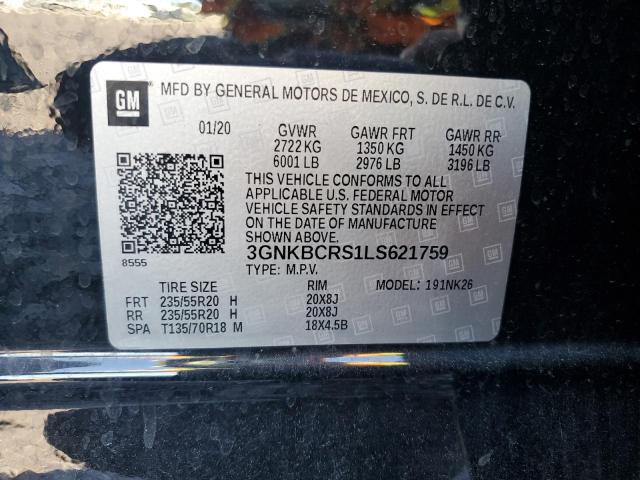 GM
MFD BY GENERAL MOTORS DE MEXICO, S. DE R.L. DE C.V.
01/20 GVWR GAWR FRT GAWR RR
2722 KG 1350 KG 1450 KG
6001 LB 2976 LB 3196 LB
THIS VEHICLE CONFORMS TO ALL
APPLICABLE U.S. FEDERAL MOTOR
VEHICLE SAFETY STANDARDS IN EFFECT
ON THE DATE OF MANUFACTURE
SHOWN ABOVE.
8555
3GNKBCRS1LS621759
TYPE: M.P.V.
TIRE SIZE RIM MODEL: 191NK26
FRT 235/55R20 H 20X8J
RR 235/55R20 H 20X8J
SPA T135/70R18 M 18X4.5B